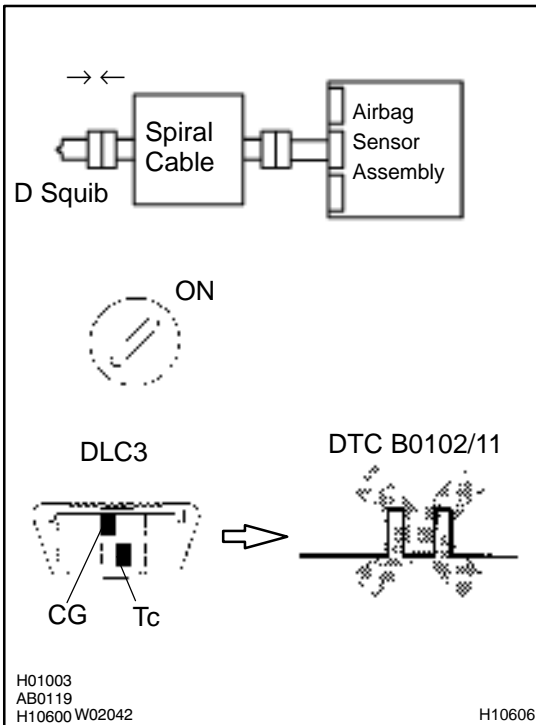 Spiral
Cable
Airbag
Sensor
Assembly
D Squib
ON
DLC3
DTC B0102/11
CG
Tc
H01003
AB0119
H10600 W02042
H10606